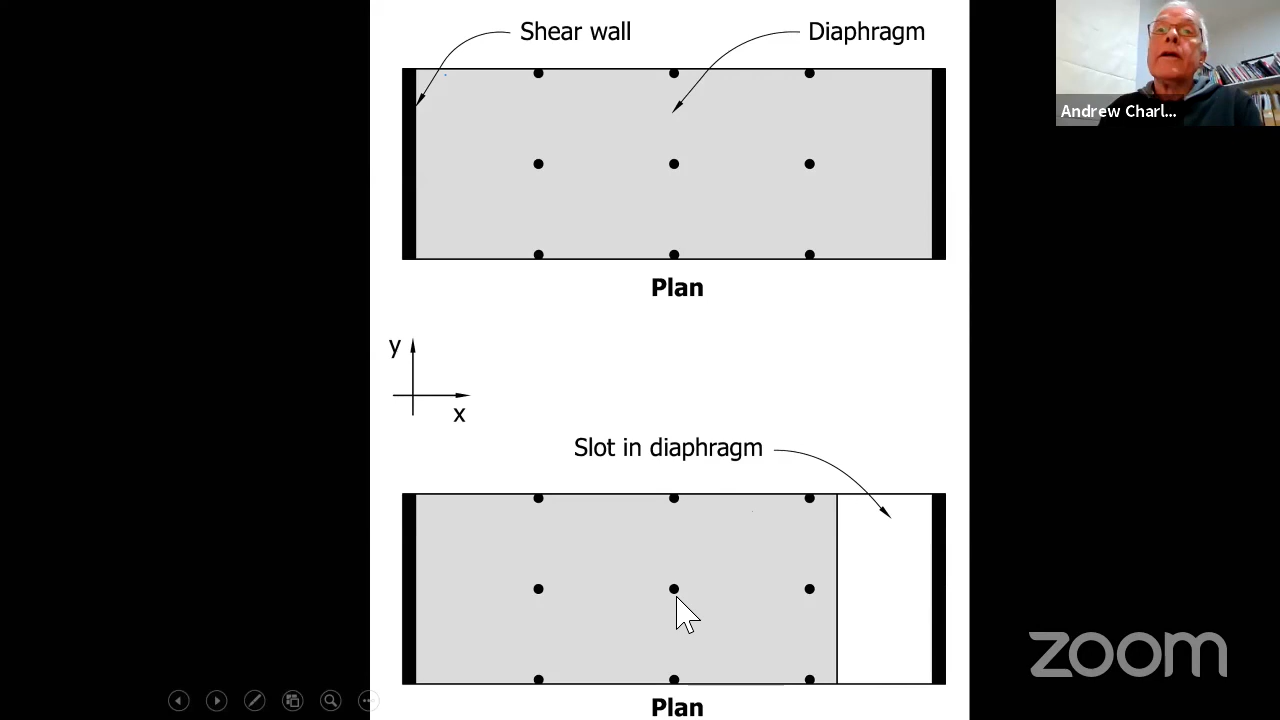 Shear wall
Diaphragm
Andrew Charl...
Plan
y
x
Slot in diaphragm
zoom
Plan